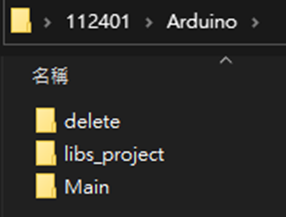 112401 > Arduino >
名稱
delete
libs_project
Main